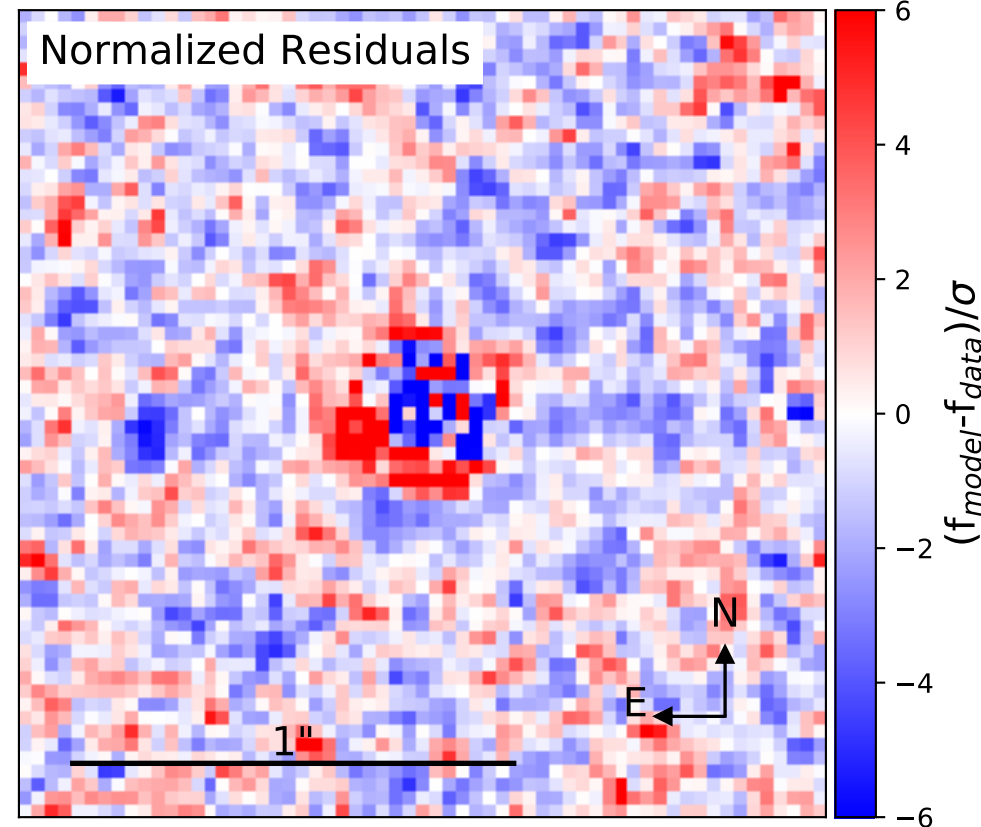 Normalized Residuals
6
4
2
0
−2
−4
−6
(f_model-f_data)/σ
N
E
1"